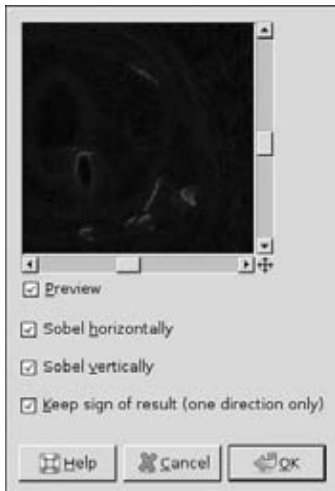 Preview
Sobel horizontally
Sobel vertically
Keep sign of result (one direction only)
Help Cancel OK